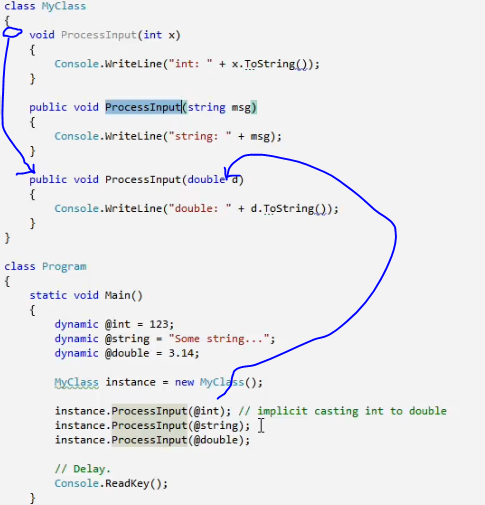 class MyClass
{
    void ProcessInput(int x)
    {
        Console.WriteLine("int: " + x.ToString());
    }
    public void ProcessInput(string msg)
    {
        Console.WriteLine("string: " + msg);
    }
    public void ProcessInput(double d)
    {
        Console.WriteLine("double: " + d.ToString());
    }
}
class Program
{
    static void Main()
    {
        dynamic @int = 123;
        dynamic @string = "Some string...";
        dynamic @double = 3.14;
        MyClass instance = new MyClass();
        instance.ProcessInput(@int); // implicit casting int to double
        instance.ProcessInput(@string);
        instance.ProcessInput(@double);
        // Delay.
        Console.ReadKey();
    }